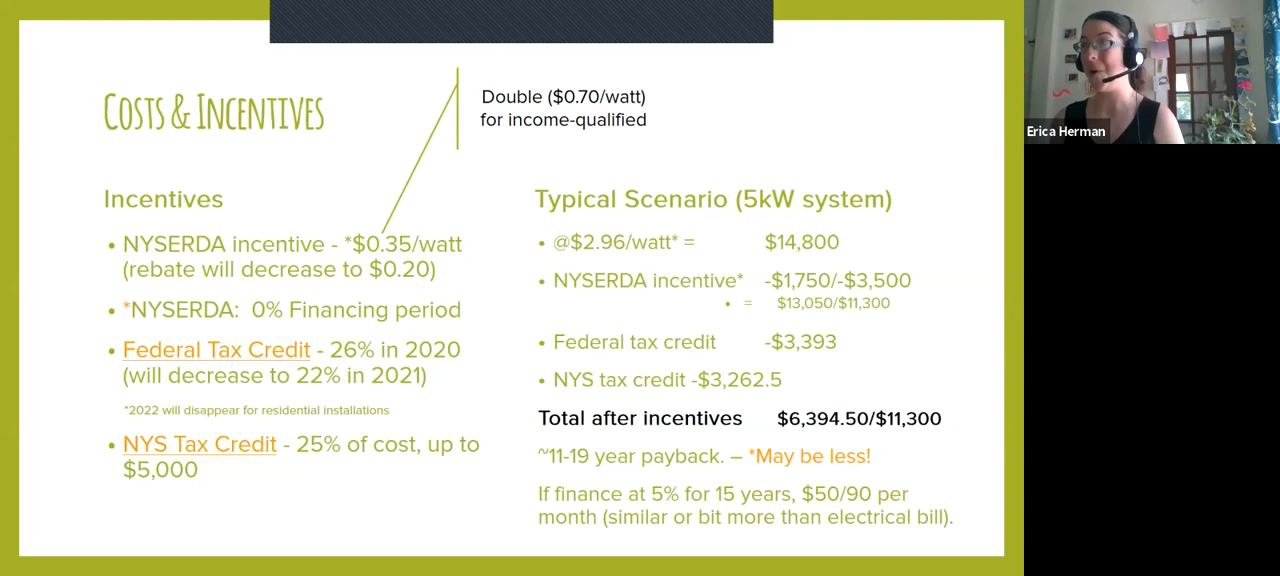 Costs & Incentives
Double ($0.70/watt)
for income-qualified
Incentives
• NYSERDA incentive - *$0.35/watt
(rebate will decrease to $0.20)
• *NYSERDA: 0% Financing period
• Federal Tax Credit - 26% in 2020
(will decrease to 22% in 2021)
*2022 will disappear for residential installations
• NYS Tax Credit - 25% of cost, up to
$5,000
Typical Scenario (5kW system)
• @$2.96/watt* = $14,800
• NYSERDA incentive* -$1,750/-$3,500
• = $13,050/$11,300
• Federal tax credit -$3,393
• NYS tax credit -$3,262.5
Total after incentives $6,394.50/$11,300
~11-19 year payback. – *May be less!
If finance at 5% for 15 years, $50/90 per
month (similar or bit more than electrical bill).
Erica Herman